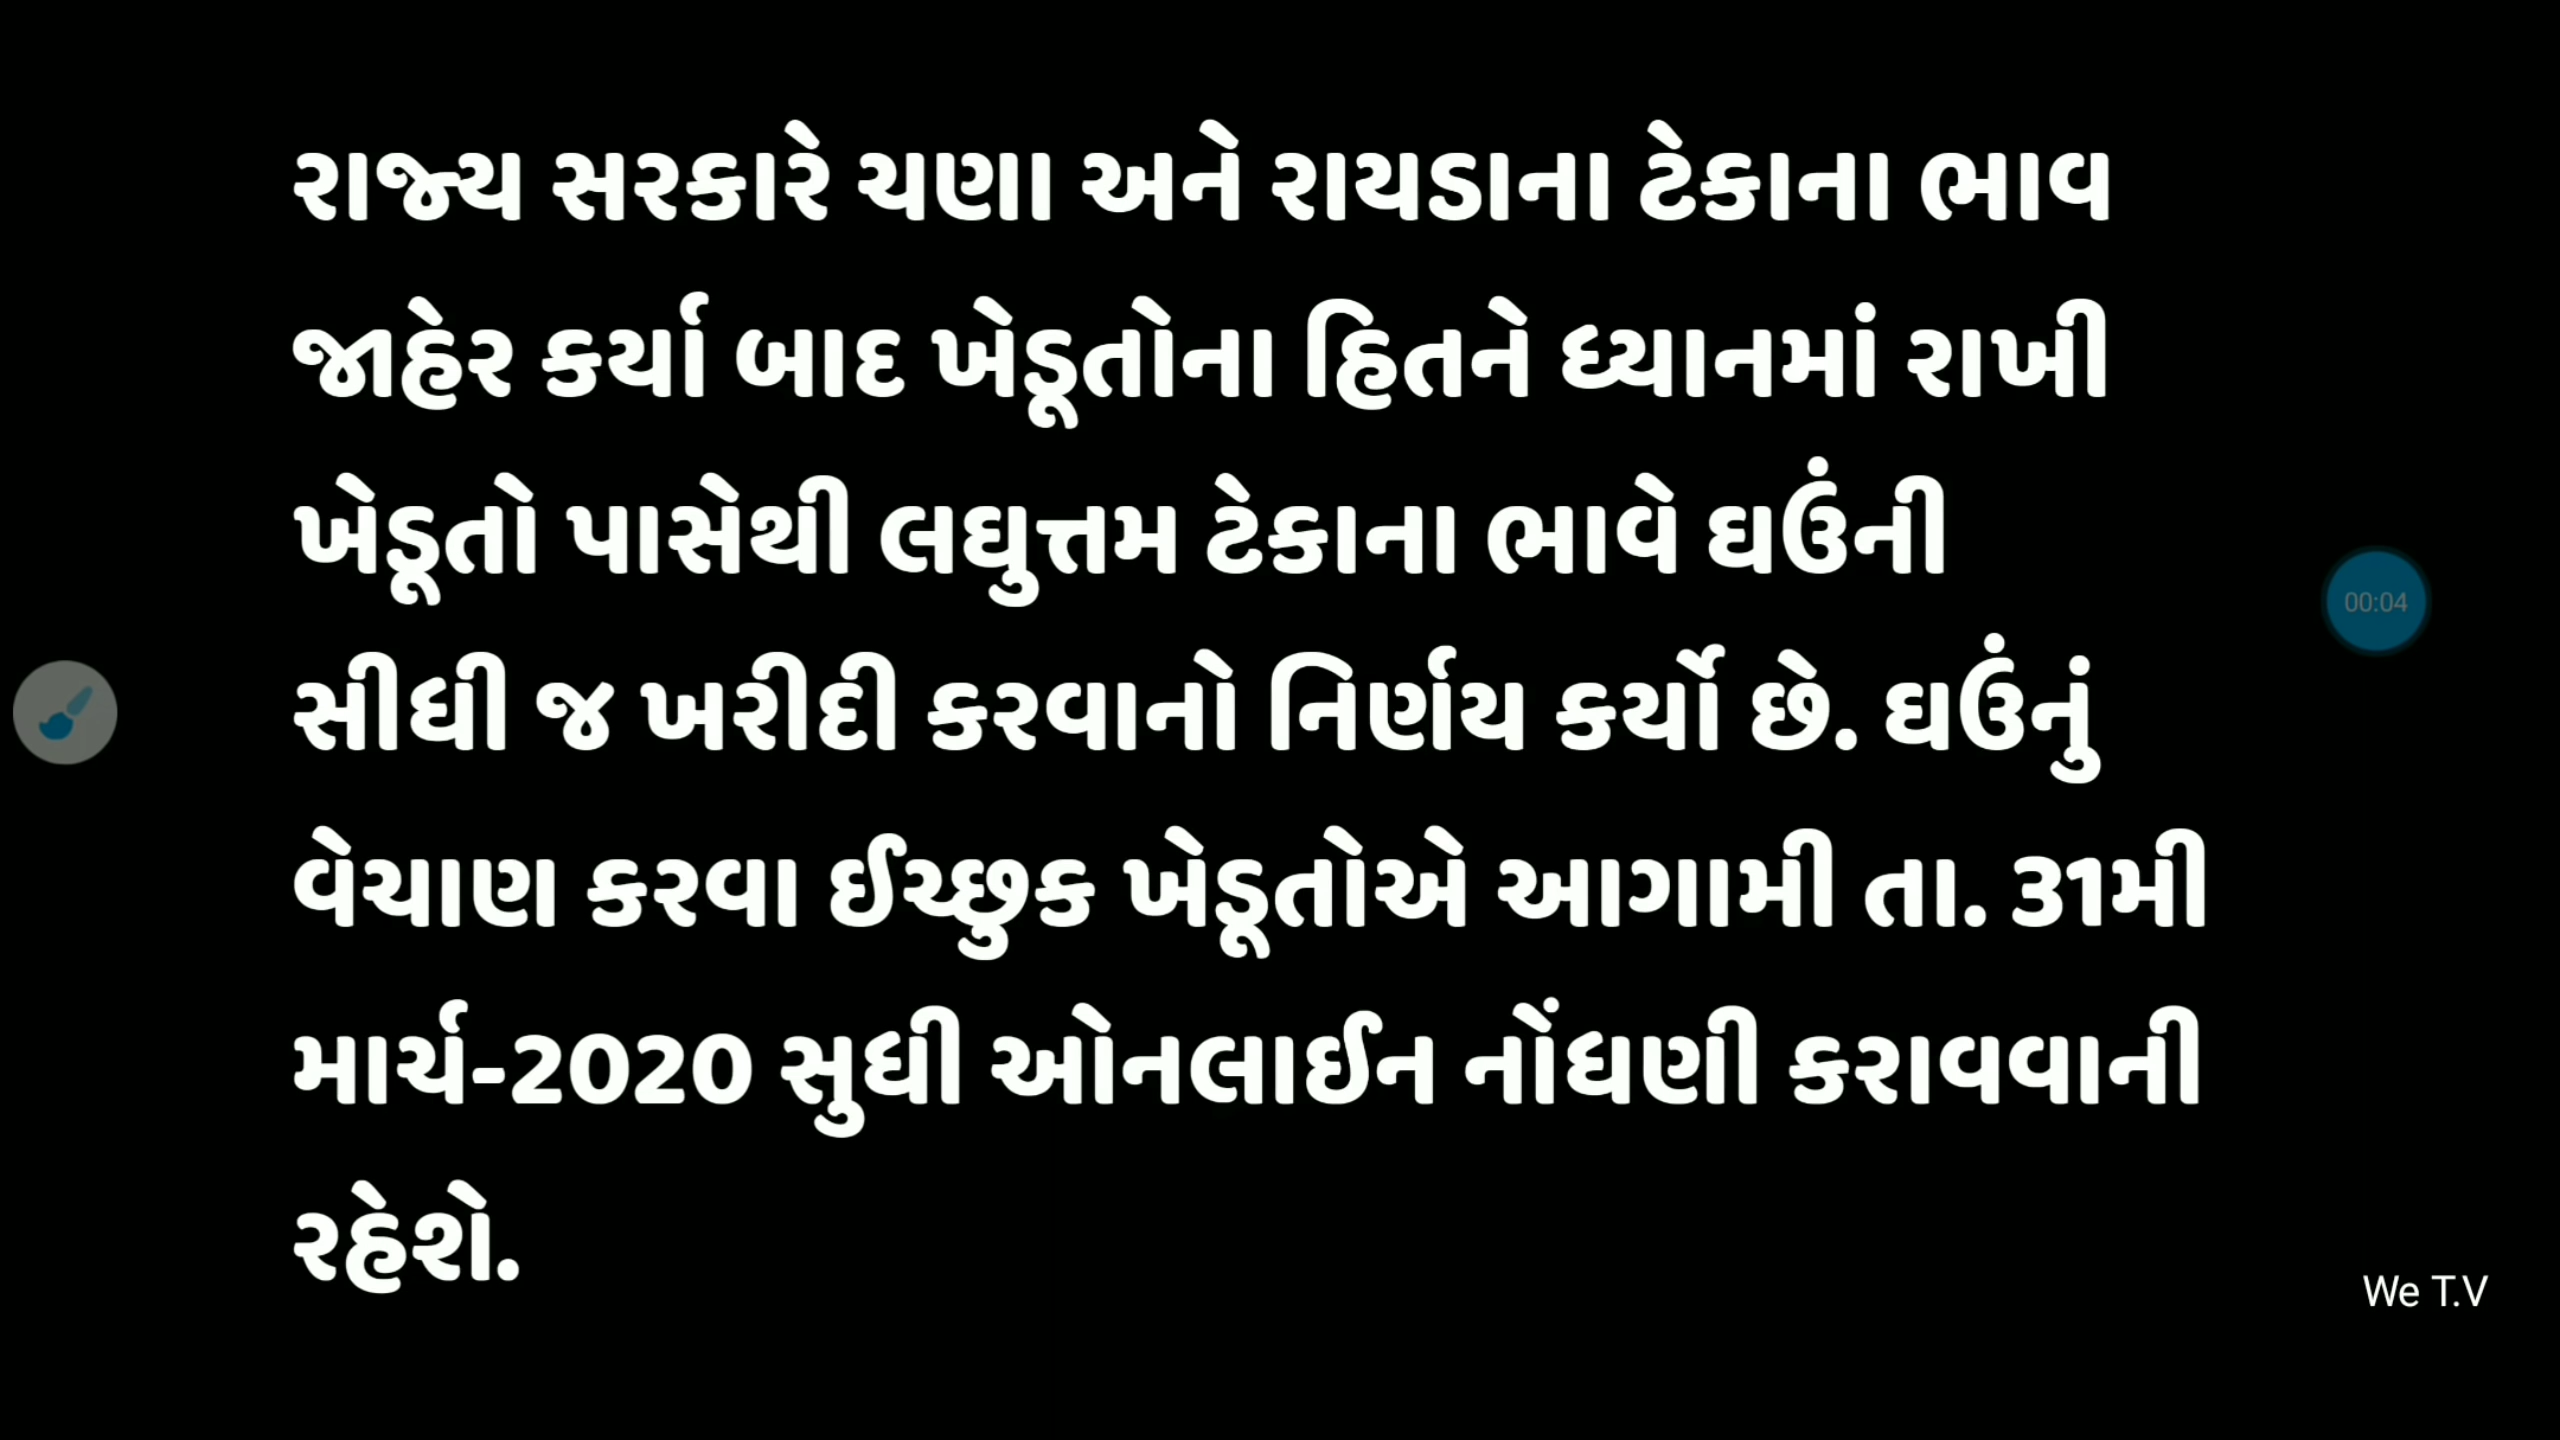 રાજ્ય સરકારે ચણા અને રાયડાના ટેકાના ભાવ
જાહેર કર્યા બાદ ખેડૂતોના હિતને ધ્યાનમાં રાખી
ખેડૂતો પાસેથી લઘુત્તમ ટેકાના ભાવે ઘઉંની
સીધી જ ખરીદી કરવાનો નિર્ણય કર્યો છે. ઘઉંનું
વેચાણ કરવા ઈચ્છુક ખેડૂતોએ આગામી તા. 31મી
માર્ચ-2020 સુધી ઓનલાઈન નોંધણી કરાવવાની
રહેશે.
00:04
We T.V